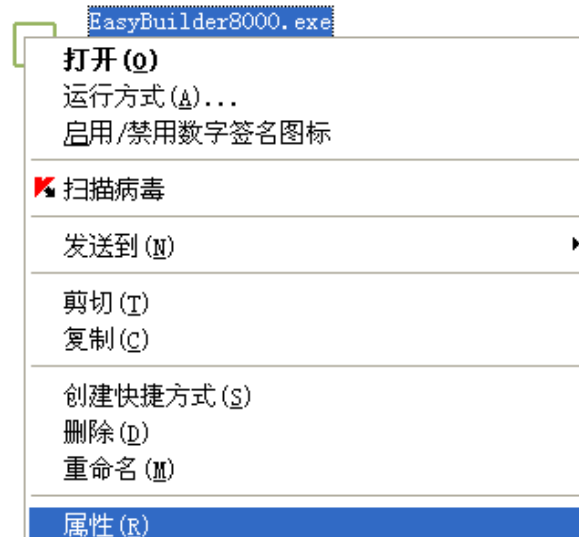 EasyBuilder8000.exe
打开(O)
运行方式(A)...
启用/禁用数字签名图标
扫描病毒
发送到(N)
剪切(T)
复制(C)
创建快捷方式(S)
删除(D)
重命名(M)
属性(R)